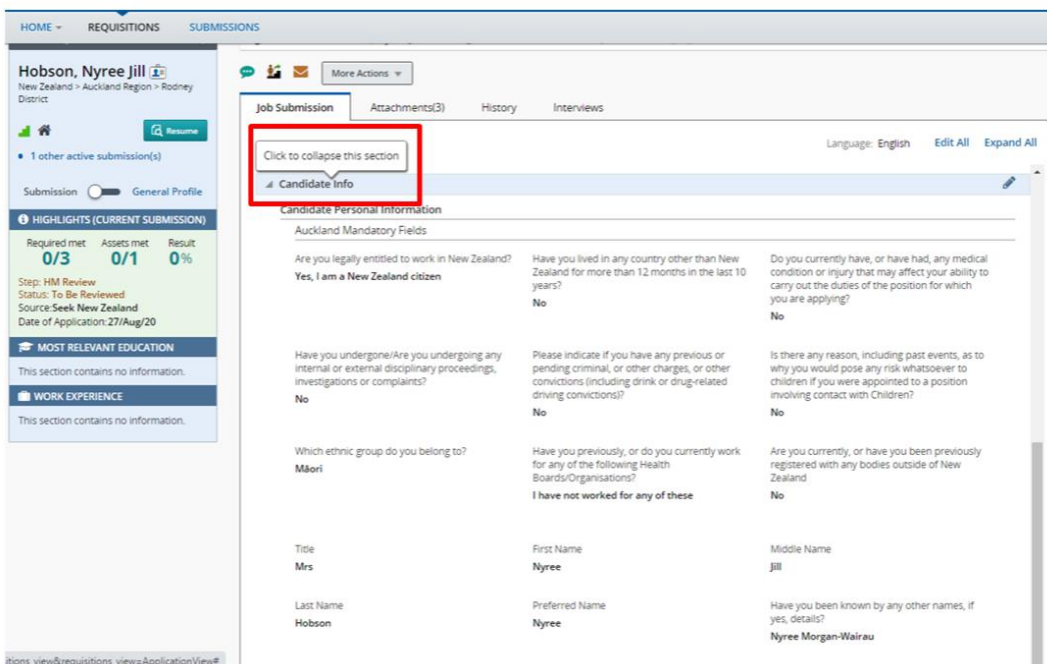 HOME
REQUISITIONS
SUBMISSIONS
Hobson, Nyree Jill
New Zealand > Auckland Region > Rodney
District
Resume
1 other active submission(s)
Submission
General Profile
HIGHLIGHTS (CURRENT SUBMISSION)
Required met Assets met Result
0/3 0/1 0%
Step: HM Review
Status: To Be Reviewed
Source:Seek New Zealand
Date of Application:27/Aug/20
MOST RELEVANT EDUCATION
This section contains no information.
WORK EXPERIENCE
This section contains no information.
More Actions
Job Submission
Attachments(3)
History
Interviews
Language: English
Edit All
Expand All
Click to collapse this section
Candidate Info
Candidate Personal Information
Auckland Mandatory Fields
Are you legally entitled to work in New Zealand?
Yes, I am a New Zealand citizen
Have you lived in any country other than New
Zealand for more than 12 months in the last 10
years?
No
Do you currently have, or have had, any medical
condition or injury that may affect your ability to
carry out the duties of the position for which
you are applying?
No
Have you undergone/Are you undergoing any
internal or external disciplinary proceedings,
investigations or complaints?
No
Please indicate if you have any previous or
pending criminal, or other charges, or other
convictions (including drink or drug-related
driving convictions)?
No
Is there any reason, including past events, as to
why you would pose any risk whatsoever to
children if you were appointed to a position
involving contact with Children?
No
Which ethnic group do you belong to?
Māori
Have you previously, or do you currently work
for any of the following Health
Boards/Organisations?
I have not worked for any of these
Are you currently, or have you been previously
registered with any bodies outside of New
Zealand
No
Title
Mrs
First Name
Nyree
Middle Name
Jill
Last Name
Hobson
Preferred Name
Nyree
Have you been known by any other names, if
yes, details?
Nyree Morgan-Wairau
itions_view&requisitions_view=ApplicationView#